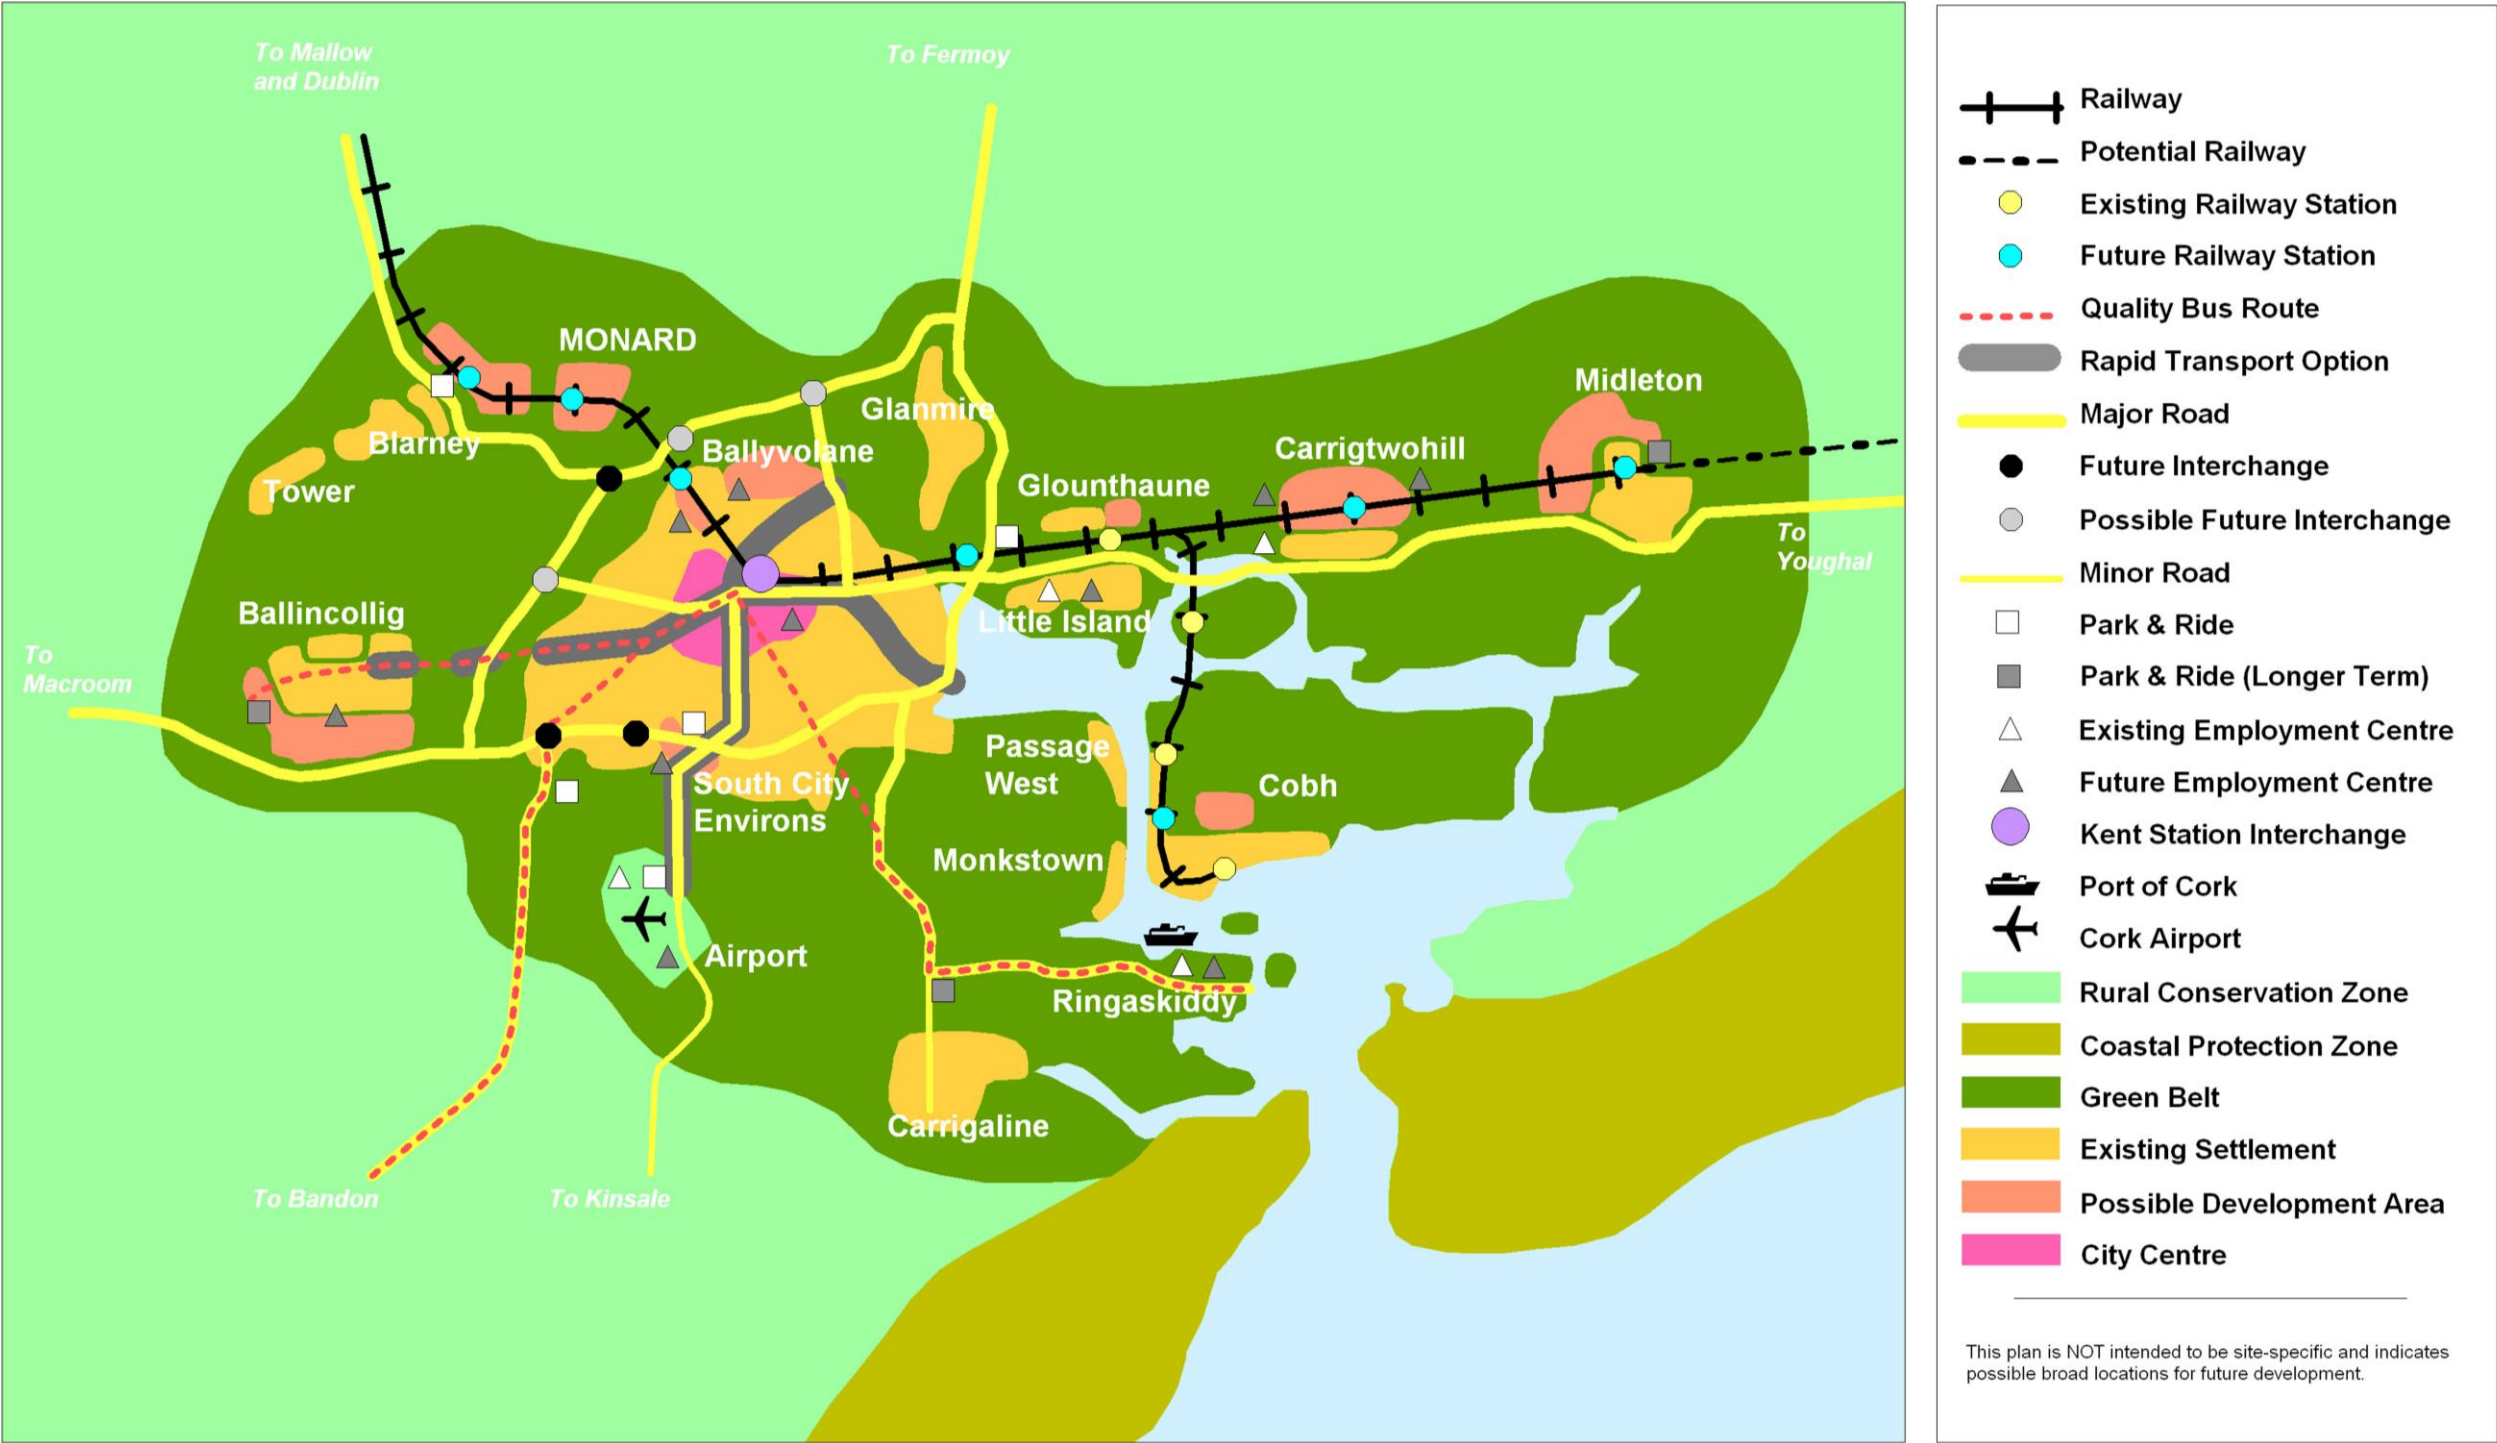 To Mallow
and Dublin
To Fermoy
MONARD
Glanmire
Midleton
Blarney
Ballyvolane
Carrigtwohill
Tower
Glounthaune
To
Youghal
Ballincollig
Little Island
To
Macroom
Passage
West
South City
Environs
Cobh
Monkstown
Airport
Ringaskiddy
Carrigaline
To Bandon
To Kinsale
Railway
Potential Railway
Existing Railway Station
Future Railway Station
Quality Bus Route
Rapid Transport Option
Major Road
Future Interchange
Possible Future Interchange
Minor Road
Park & Ride
Park & Ride (Longer Term)
Existing Employment Centre
Future Employment Centre
Kent Station Interchange
Port of Cork
Cork Airport
Rural Conservation Zone
Coastal Protection Zone
Green Belt
Existing Settlement
Possible Development Area
City Centre
This plan is NOT intended to be site-specific and indicates
possible broad locations for future development.